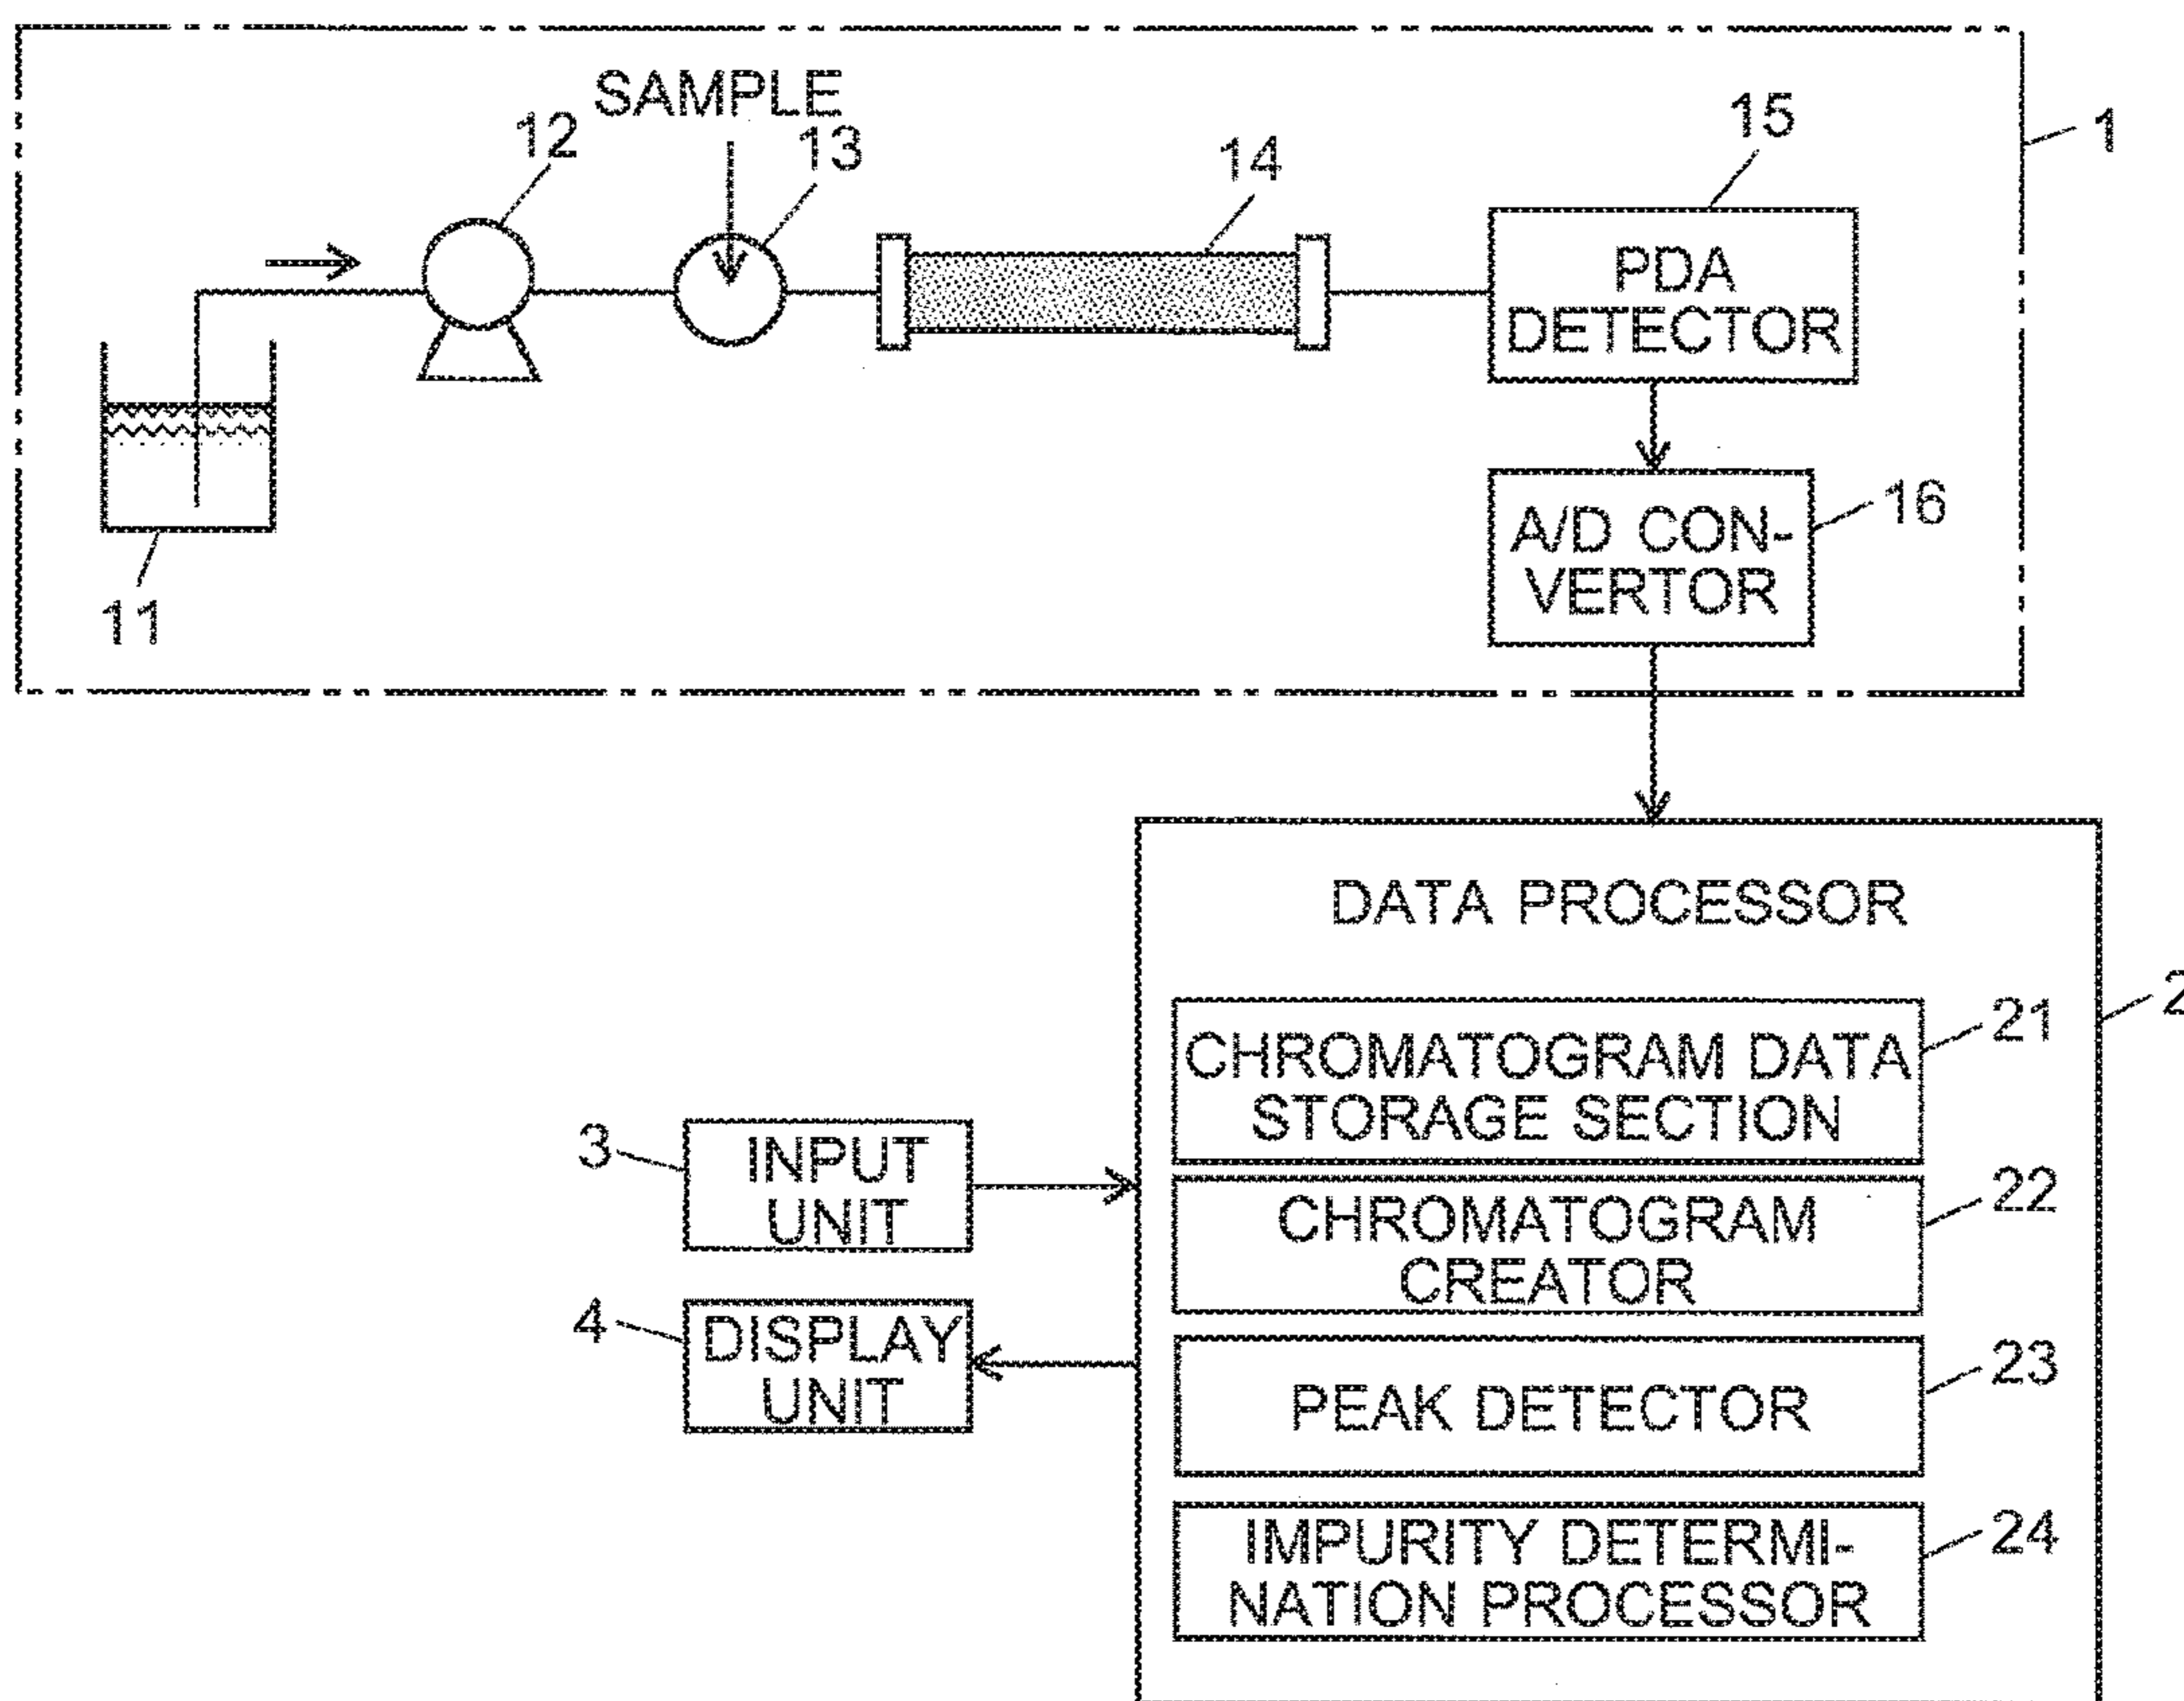 SAMPLE
12
13
14
15
1
PDA
DETECTOR
A/D CON-
VERTOR
16
11
DATA PROCESSOR
2
CHROMATOGRAM DATA
STORAGE SECTION
21
3
INPUT
UNIT
CHROMATOGRAM
CREATOR
22
4
DISPLAY
UNIT
PEAK DETECTOR
23
IMPURITY DETERMI-
NATION PROCESSOR
24